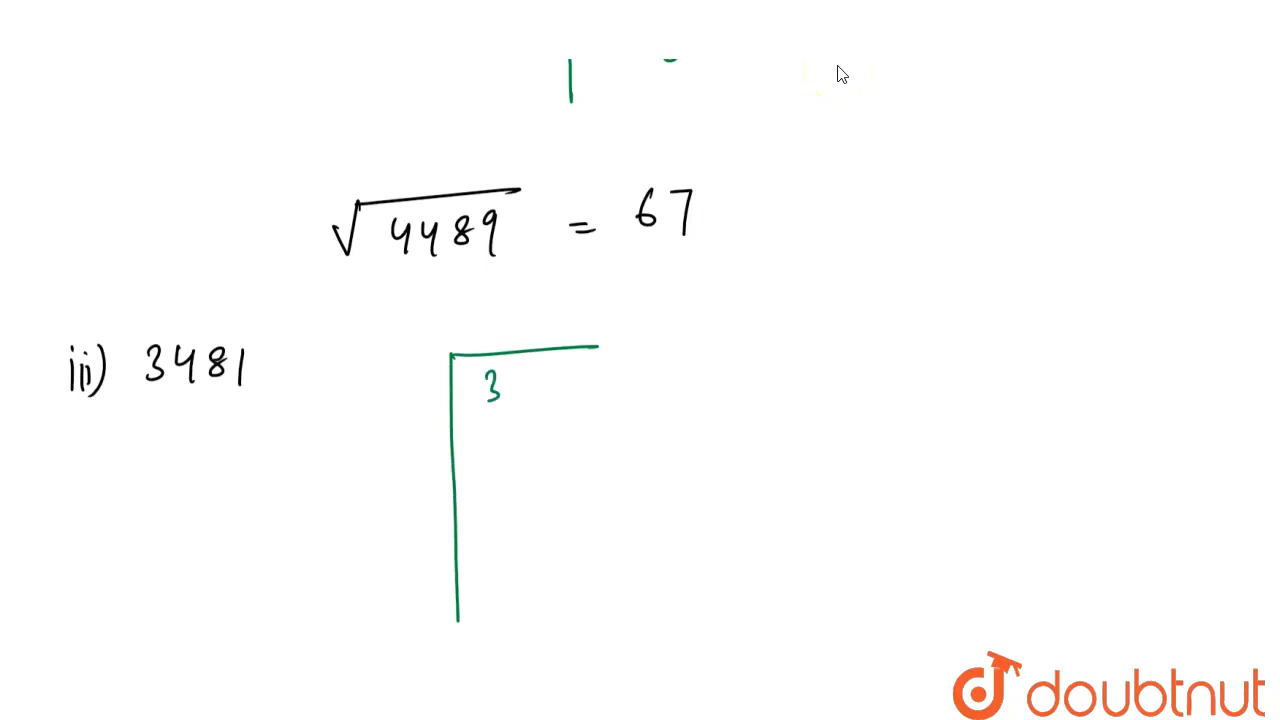 √4489 = 67
iii) 3481
3
doubtnut